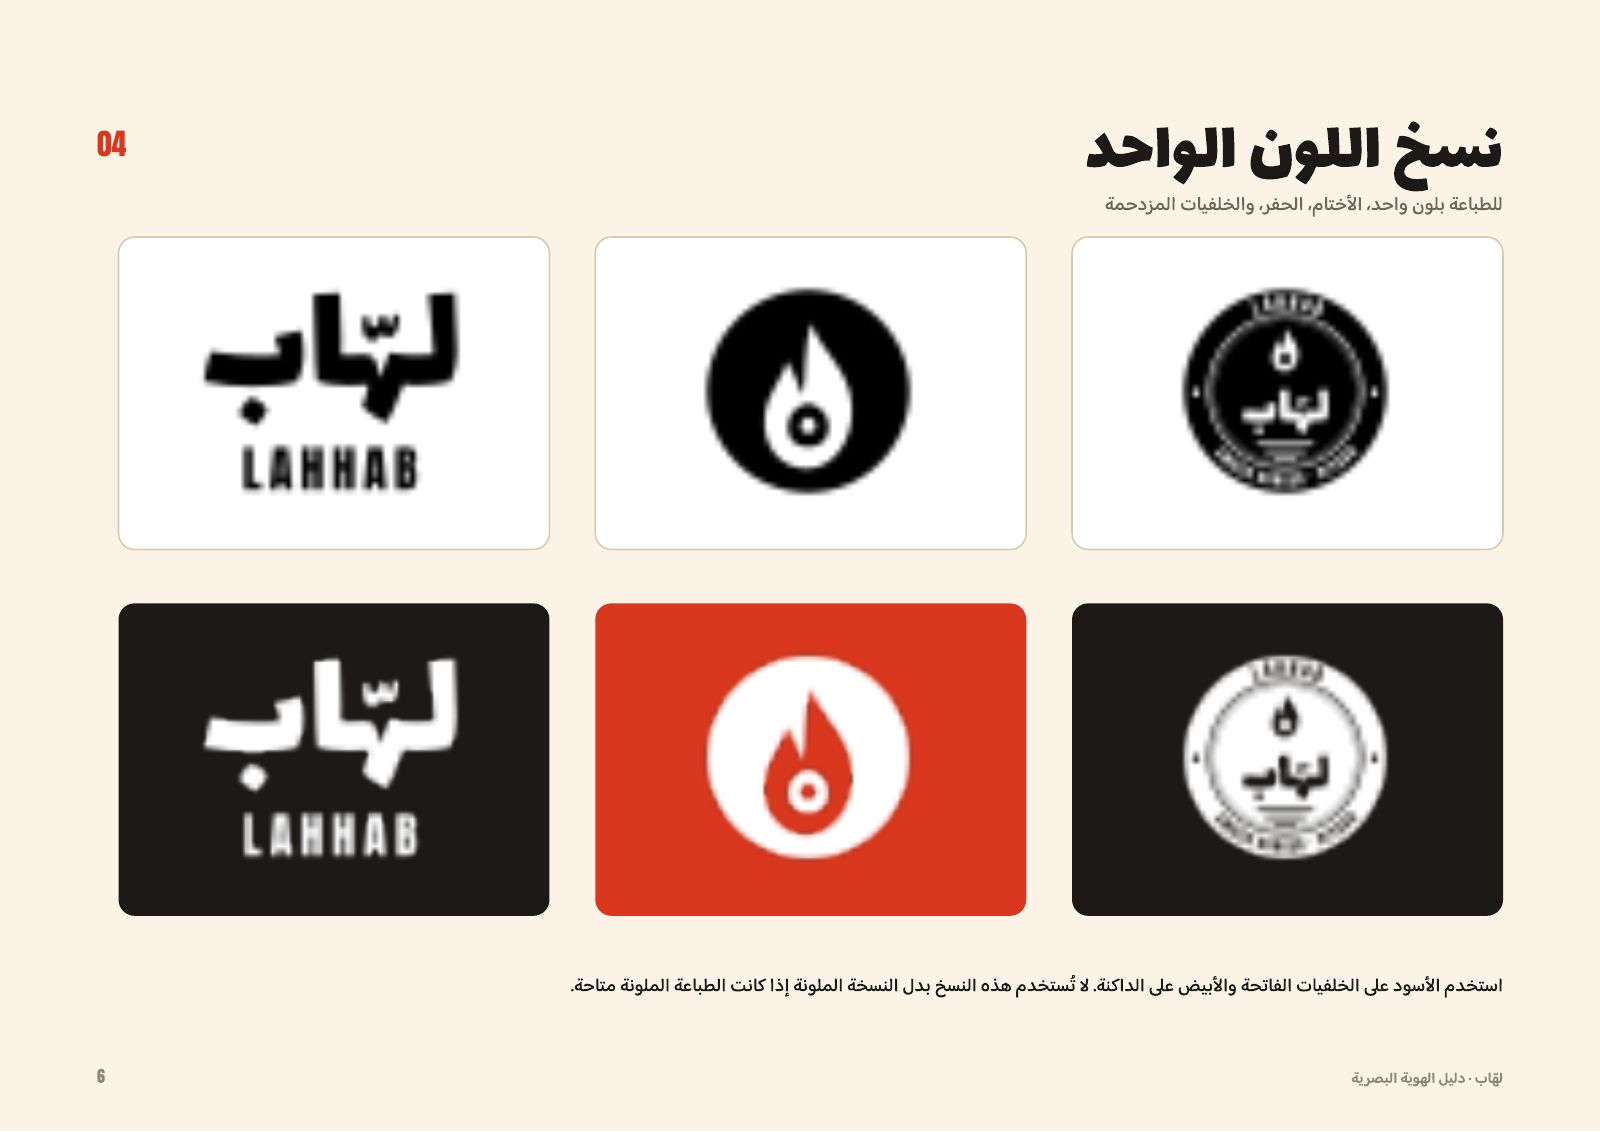 نسخ اللون الواحد
04
للطباعة بلون واحد، الأختام، الحفر، والخلفيات المزدحمة
لهّاب
لهّاب
LAHHAB
لهّاب
لهّاب
LAHHAB
استخدم الأسود على الخلفيات الفاتحة والأبيض على الداكنة. لا تُستخدم هذه النسخ بدل النسخة الملونة إذا كانت الطباعة الملونة متاحة.
لهّاب · دليل الهوية البصرية
6